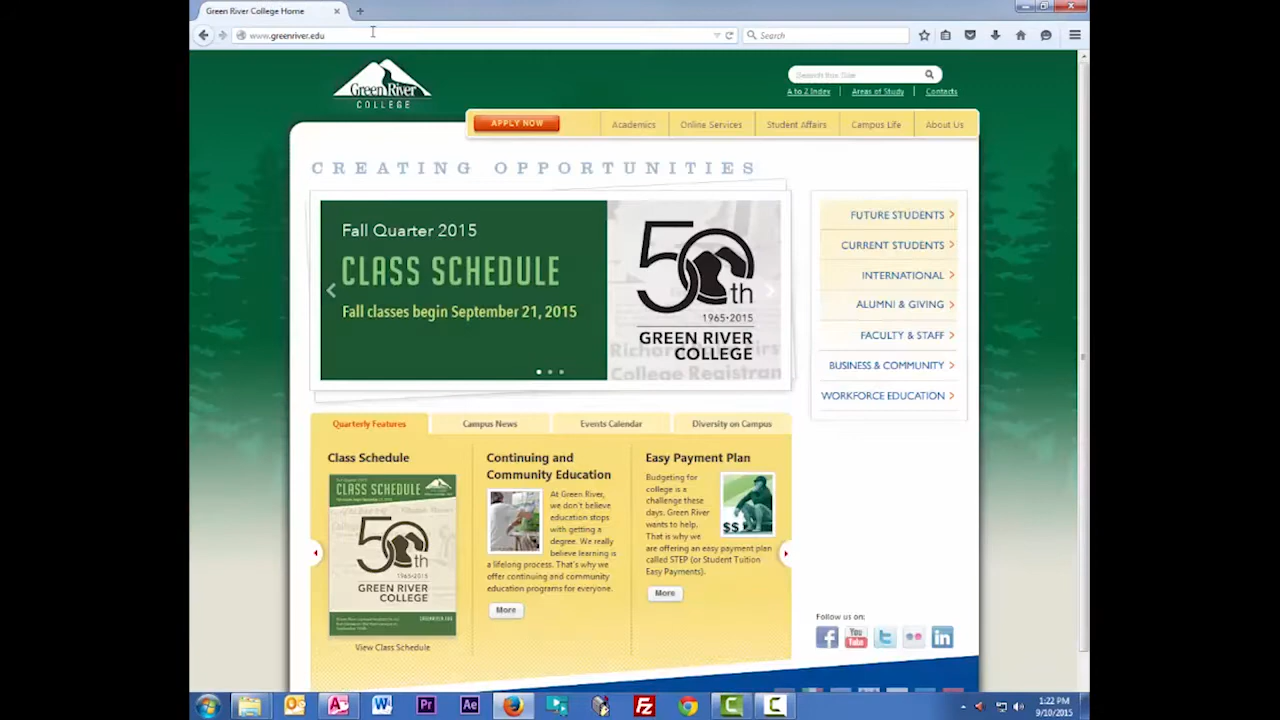 Green River College Home
www.greenriver.edu
Search
Green River
COLLEGE
A to Z Index
Areas of Study
Contacts
APPLY NOW
Academics
Online Services
Student Affairs
Campus Life
About Us
CREATING OPPORTUNITIES
Fall Quarter 2015
CLASS SCHEDULE
Fall classes begin September 21, 2015
50th
1965·2015
GREEN RIVER
COLLEGE
College Registran
FUTURE STUDENTS
CURRENT STUDENTS
INTERNATIONAL
ALUMNI & GIVING
FACULTY & STAFF
BUSINESS & COMMUNITY
WORKFORCE EDUCATION
Quarterly Features
Campus News
Events Calendar
Diversity on Campus
Class Schedule
CLASS SCHEDULE
50th
1965·2015
GREEN RIVER
COLLEGE
View Class Schedule
Continuing and
Community Education
At Green River,
we don't believe
education stops
with getting a
degree. We really
believe learning is
a lifelong process. That's why we
offer continuing and community
education programs for everyone.
More
Easy Payment Plan
Budgeting for
college is a
challenge these
days. Green River
wants to help.
That is why we
are offering an easy payment plan
called STEP (or Student Tuition
Easy Payments).
$$
More
Follow us on:
You
Tube
1:22 PM
9/10/2015